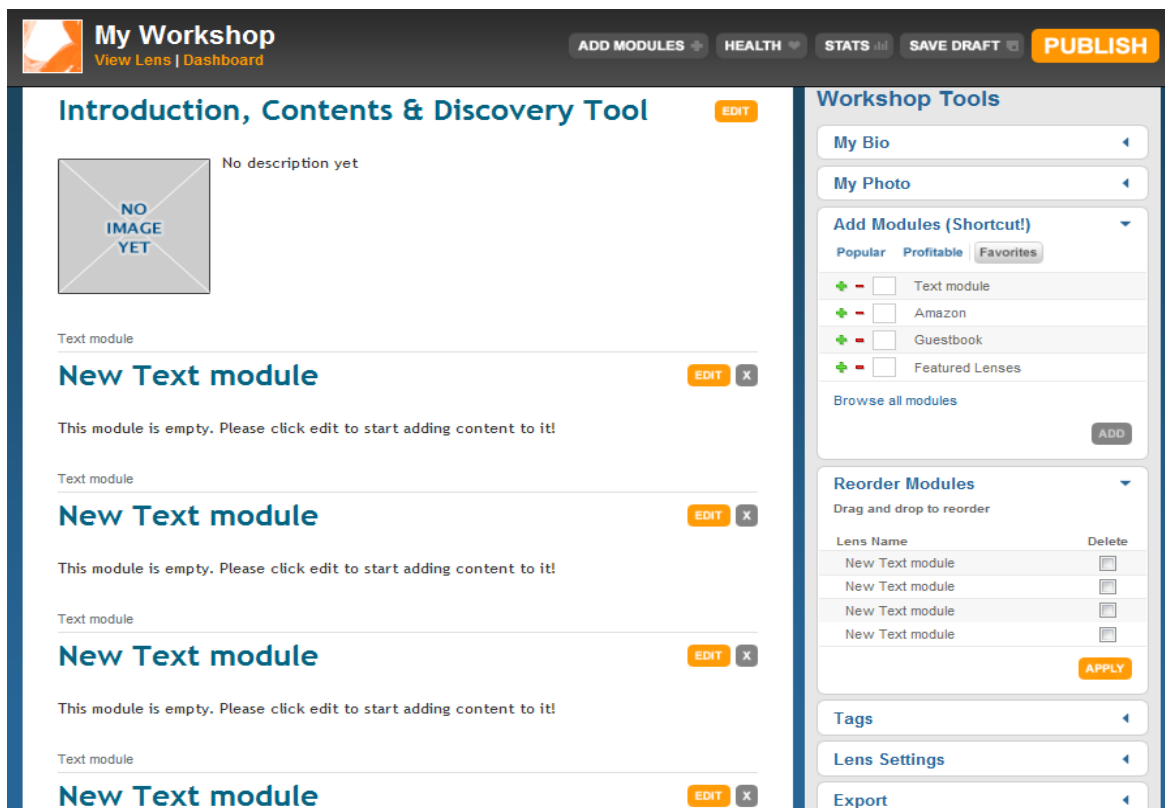 My Workshop
View Lens | Dashboard
ADD MODULES
HEALTH
STATS
SAVE DRAFT
PUBLISH
Introduction, Contents & Discovery Tool
EDIT
NO
IMAGE
YET
No description yet
Text module
New Text module
EDIT X
This module is empty. Please click edit to start adding content to it!
Text module
New Text module
EDIT X
This module is empty. Please click edit to start adding content to it!
Text module
New Text module
EDIT X
This module is empty. Please click edit to start adding content to it!
Text module
New Text module
EDIT X
Workshop Tools
My Bio
My Photo
Add Modules (Shortcut!)
Popular Profitable Favorites
Text module
Amazon
Guestbook
Featured Lenses
Browse all modules
ADD
Reorder Modules
Drag and drop to reorder
Lens Name Delete
New Text module
New Text module
New Text module
New Text module
APPLY
Tags
Lens Settings
Export